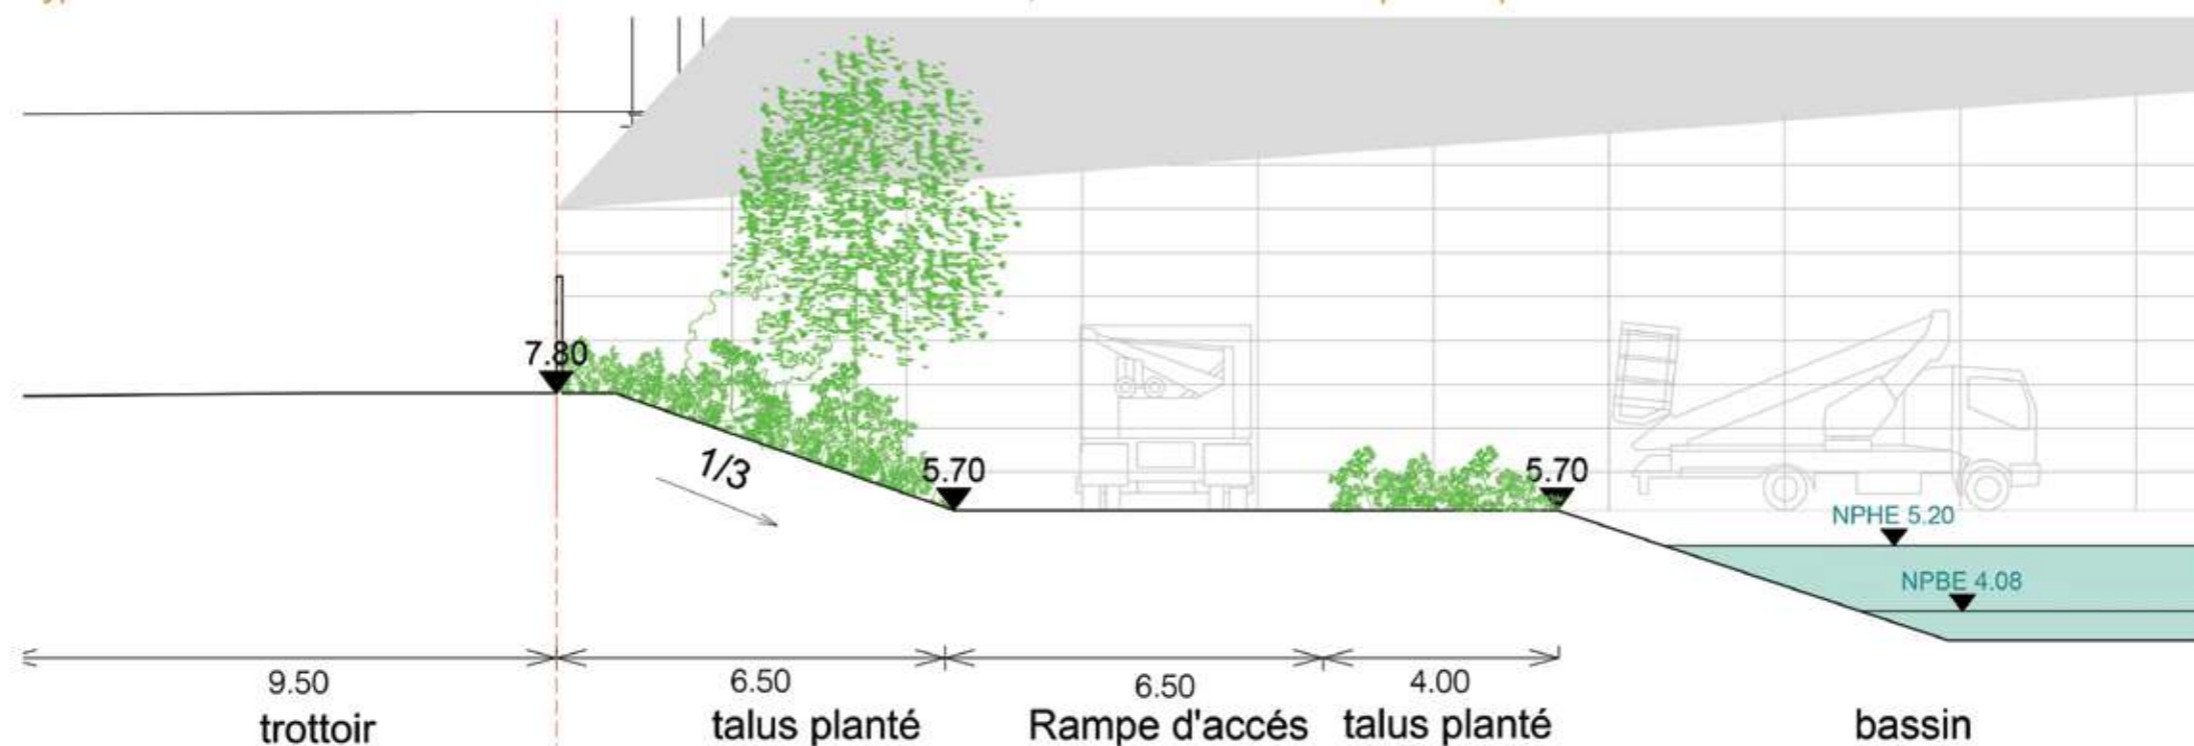 7.80
1/3
5.70
5.70
NPHE 5.20
NPBE 4.08
9.50
6.50
6.50
4.00
trottoir
talus planté
Rampe d'accés
talus planté
bassin